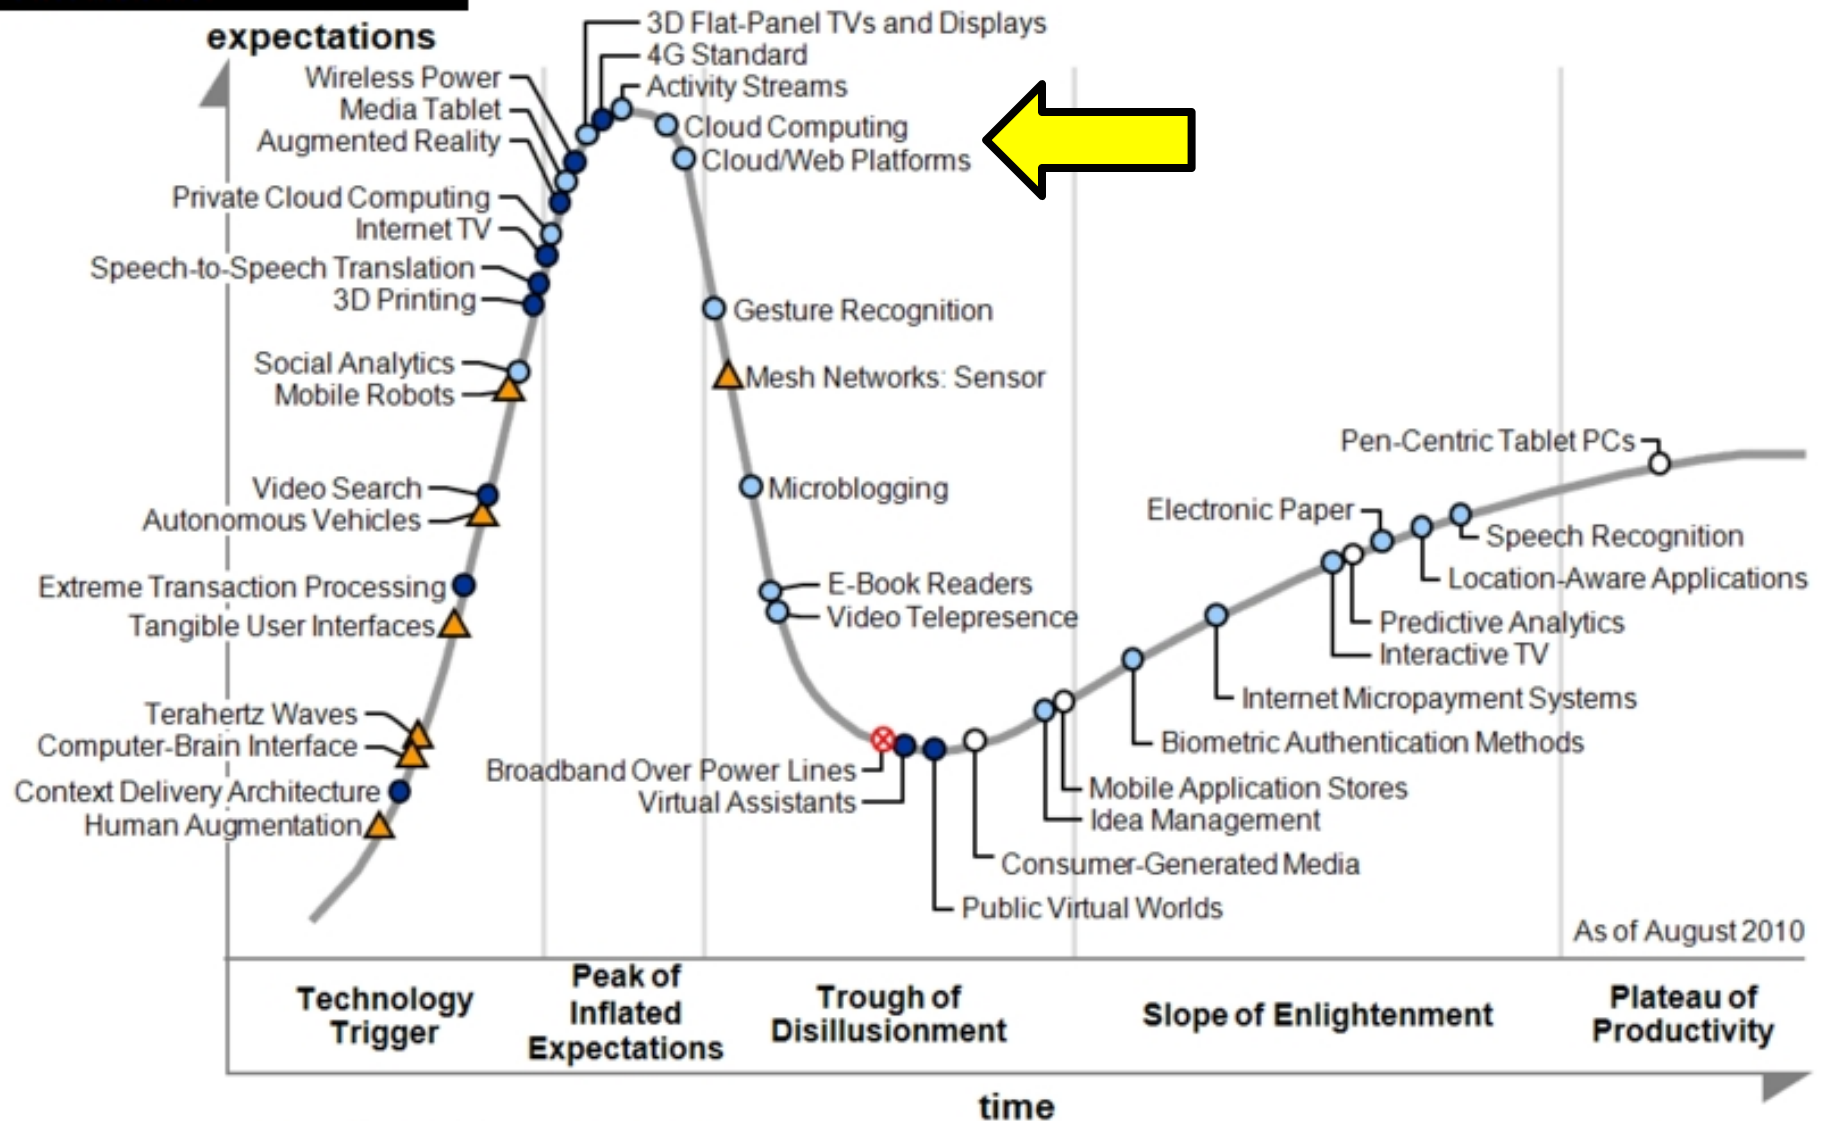 expectations
3D Flat-Panel TVs and Displays
4G Standard
Activity Streams
Wireless Power
Media Tablet
Augmented Reality
Cloud Computing
Cloud/Web Platforms
Private Cloud Computing
Internet TV
Speech-to-Speech Translation
3D Printing
Gesture Recognition
Social Analytics
Mobile Robots
Mesh Networks: Sensor
Video Search
Autonomous Vehicles
Microblogging
Extreme Transaction Processing
Tangible User Interfaces
E-Book Readers
Video Telepresence
Terahertz Waves
Computer-Brain Interface
Context Delivery Architecture
Human Augmentation
Broadband Over Power Lines
Virtual Assistants
Pen-Centric Tablet PCs
Electronic Paper
Speech Recognition
Location-Aware Applications
Predictive Analytics
Interactive TV
Internet Micropayment Systems
Biometric Authentication Methods
Mobile Application Stores
Idea Management
Consumer-Generated Media
Public Virtual Worlds
As of August 2010
Technology
Trigger
Peak of
Inflated
Expectations
Trough of
Disillusionment
Slope of Enlightenment
Plateau of
Productivity
time